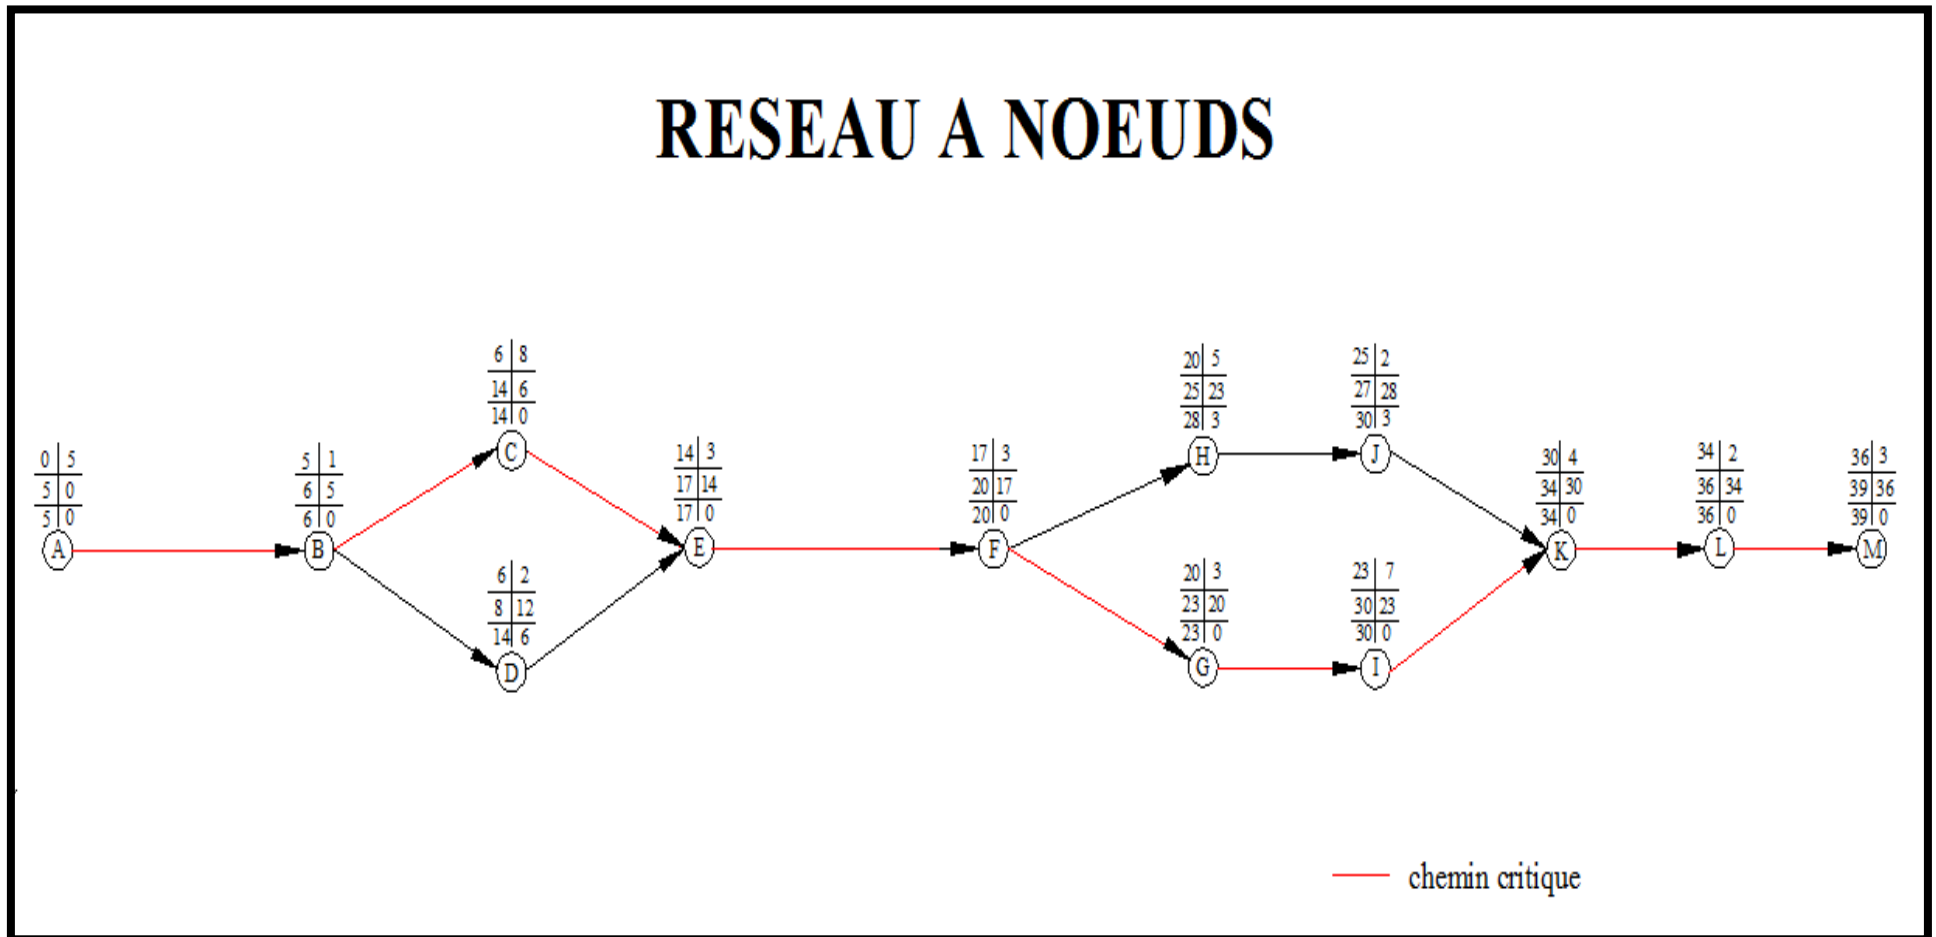 RESEAU A NOEUDS
6 8
14 6
14 0
C
20 5
25 23
28 3
H
25 2
27 28
30 3
J
0 5
5 0
5 0
A
5 1
6 5
6 0
B
14 3
17 14
17 0
E
17 3
20 17
20 0
F
30 4
34 30
34 0
K
34 2
36 34
36 0
L
36 3
39 36
39 0
M
6 2
8 12
14 6
D
20 3
23 20
23 0
G
23 7
30 23
30 0
I
chemin critique